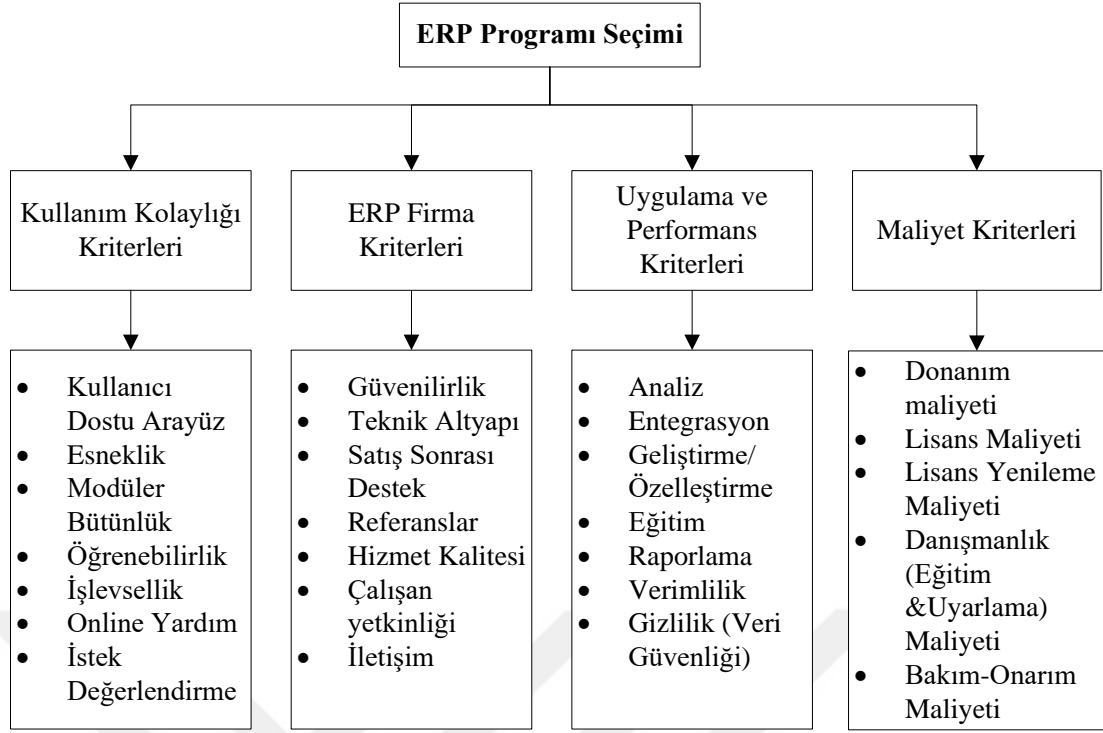 ERP Programı Seçimi
Kullanım Kolaylığı
Kriterleri
ERP Firma
Kriterleri
Uygulama ve
Performans
Kriterleri
Maliyet Kriterleri
• Kullanıcı
Dostu Arayüz
• Esneklik
• Modüler
Bütünlük
• Öğrenebilirlik
• İşlevsellik
• Online Yardım
• İstek
Değerlendirme
• Güvenilirlik
• Teknik Altyapı
• Satış Sonrası
Destek
• Referanslar
• Hizmet Kalitesi
• Çalışan
yetkinliği
• İletişim
• Analiz
• Entegrasyon
• Geliştirme/
Özelleştirme
• Eğitim
• Raporlama
• Verimlilik
• Gizlilik (Veri
Güvenliği)
• Donanım
maliyeti
• Lisans Maliyeti
• Lisans Yenileme
Maliyeti
• Danışmanlık
(Eğitim
&Uyarlama)
Maliyeti
• Bakım-Onarım
Maliyeti